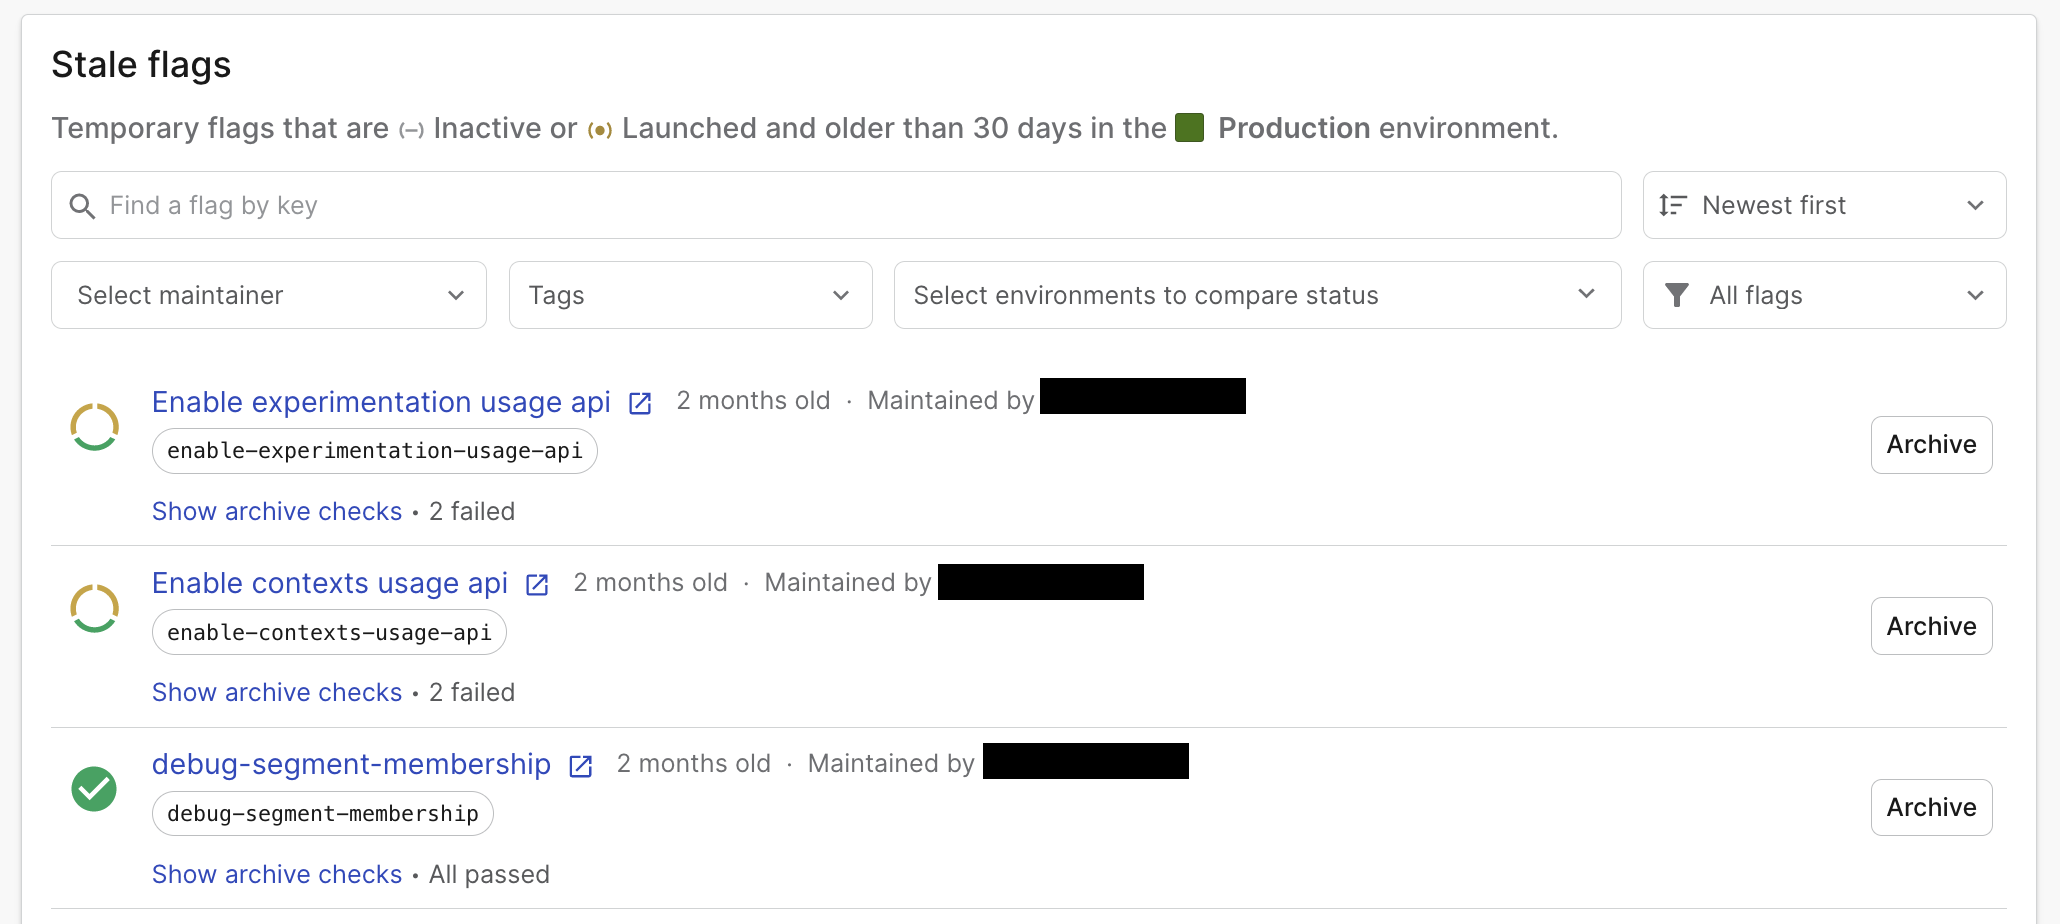 Stale flags
Temporary flags that are Inactive or Launched and older than 30 days in the Production environment.
Find a flag by key
Newest first
Select maintainer
Tags
Select environments to compare status
All flags
Enable experimentation usage api 2 months old · Maintained by
enable-experimentation-usage-api
Archive
Show archive checks • 2 failed
Enable contexts usage api 2 months old · Maintained by
enable-contexts-usage-api
Archive
Show archive checks • 2 failed
debug-segment-membership 2 months old · Maintained by
debug-segment-membership
Archive
Show archive checks • All passed